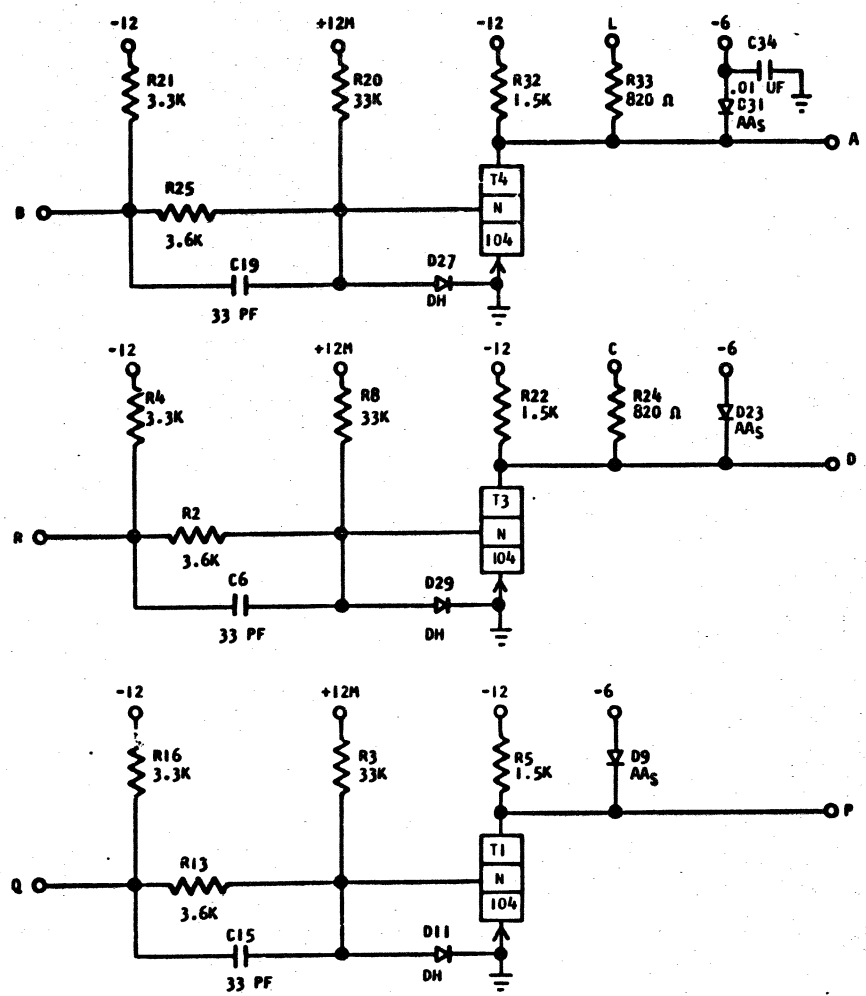 -12
+12M
-12
L
-6
C34
R21
3.3K
R20
33K
R32
1.5K
R33
820 Ω
.01 UF
D31
AAS
A
T4
N
104
B
R25
3.6K
C19
33 PF
D27
DH
-12
+12M
-12
C
-6
R4
3.3K
R8
33K
R22
1.5K
R24
820 Ω
D23
AAS
D
T3
N
104
R
R2
3.6K
C6
33 PF
D29
DH
-12
+12M
-12
-6
R16
3.3K
R3
33K
R5
1.5K
D9
AAS
P
T1
N
104
Q
R13
3.6K
C15
33 PF
D11
DH